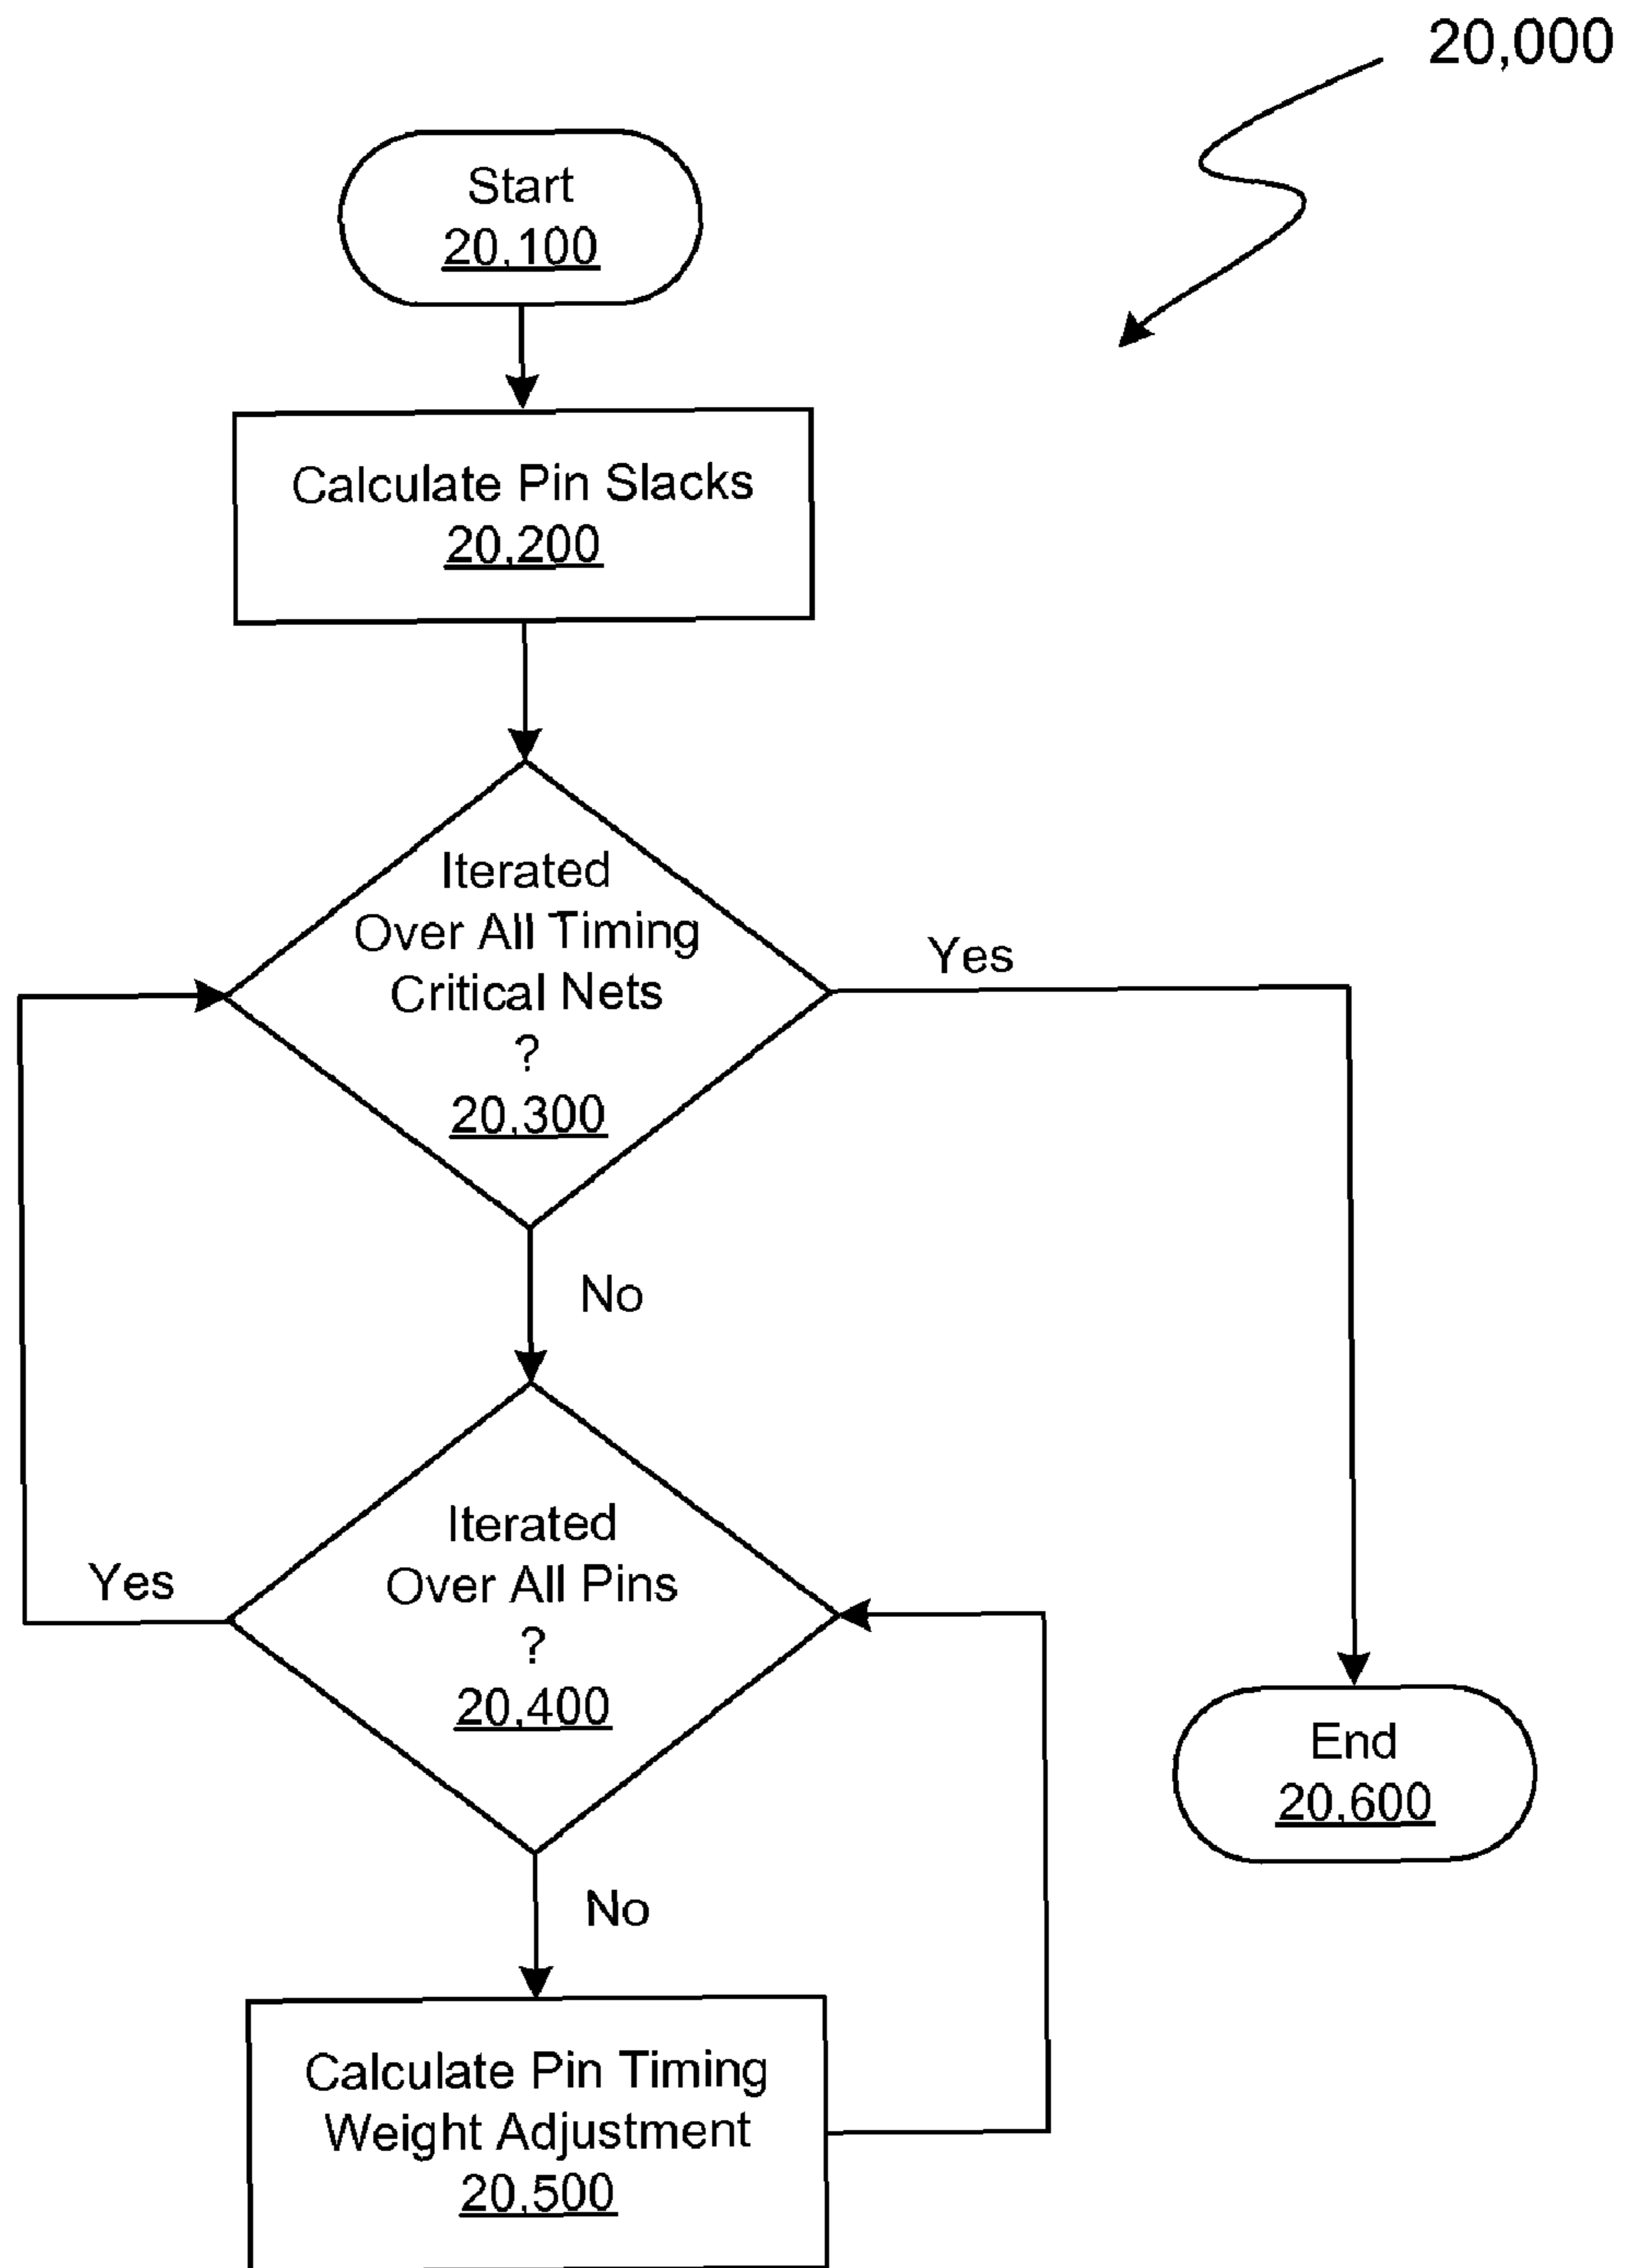 20,000
Start
20,100
Calculate Pin Slacks
20,200
Iterated
Over All Timing
Critical Nets
?
20,300
Yes
No
Iterated
Over All Pins
?
20,400
Yes
No
End
20,600
Calculate Pin Timing
Weight Adjustment
20,500